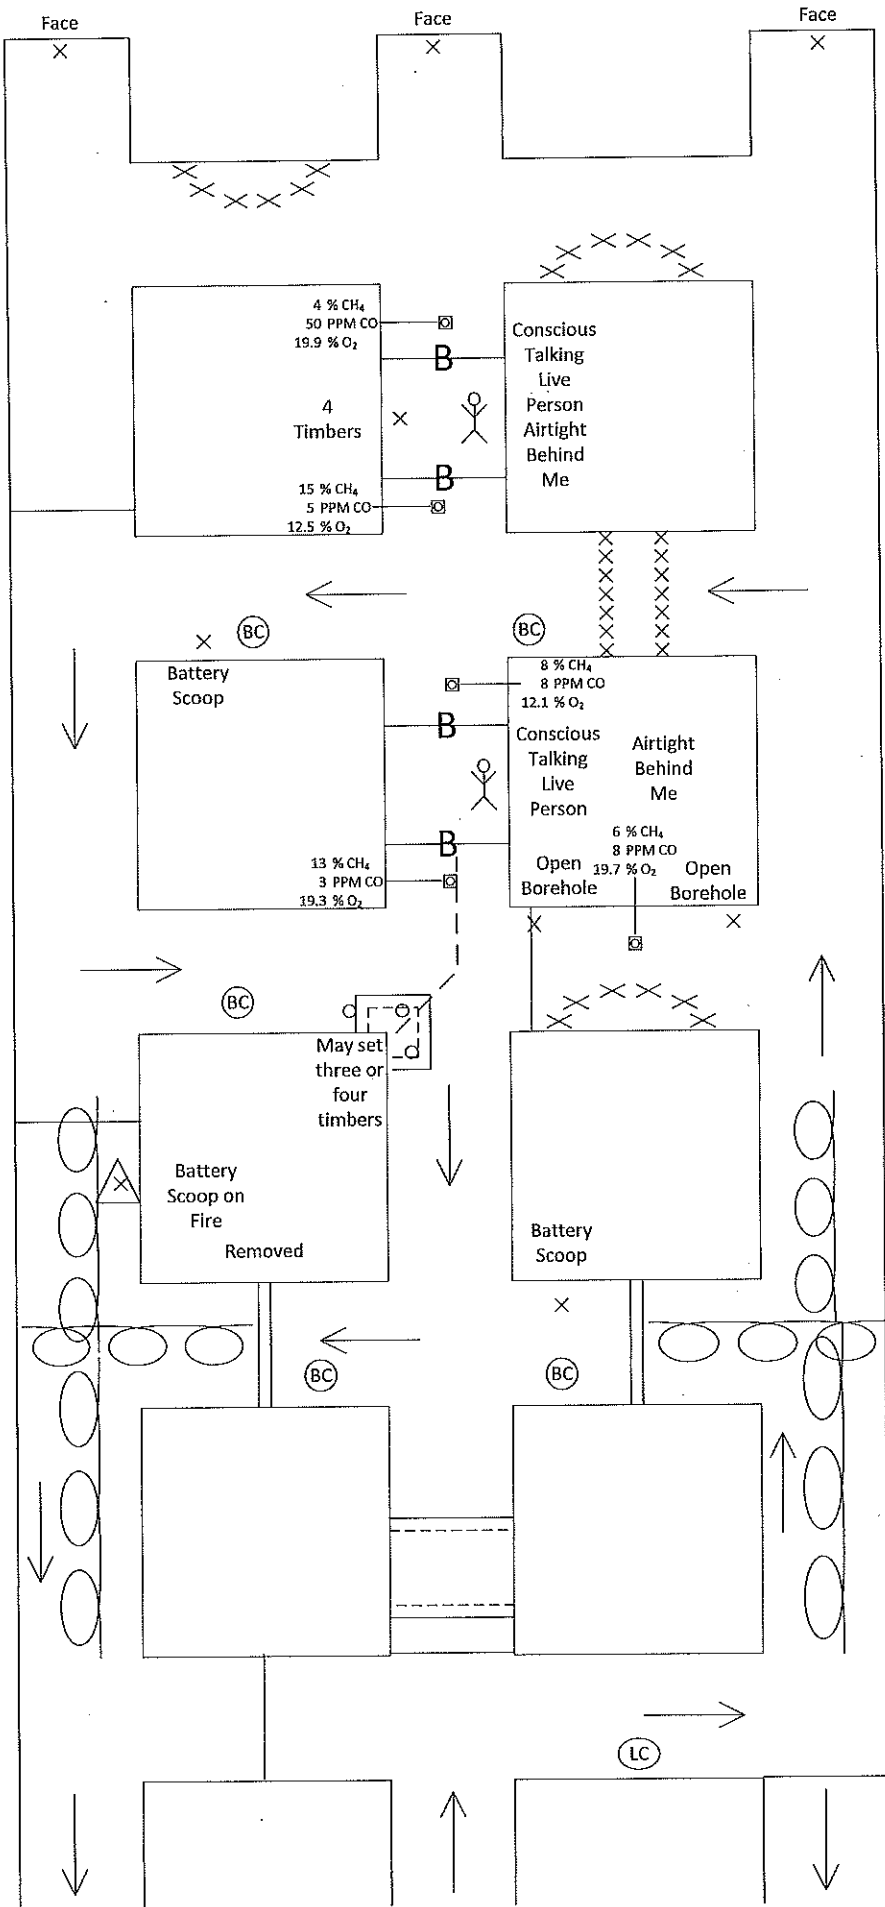 Face
Face
Face
4 % CH₄
50 PPM CO
19.9 % O₂
B
Conscious
Talking
Live
Person
Airtight
Behind
Me
4
Timbers
B
15 % CH₄
5 PPM CO
12.5 % O₂
BC
BC
Battery
Scoop
8 % CH₄
8 PPM CO
12.1 % O₂
B
Conscious
Talking
Live
Person
Airtight
Behind
Me
B
6 % CH₄
8 PPM CO
19.7 % O₂
13 % CH₄
3 PPM CO
19.3 % O₂
Open
Borehole
Open
Borehole
BC
May set
three or
four
timbers
Battery
Scoop on
Fire
Removed
Battery
Scoop
BC
BC
LC